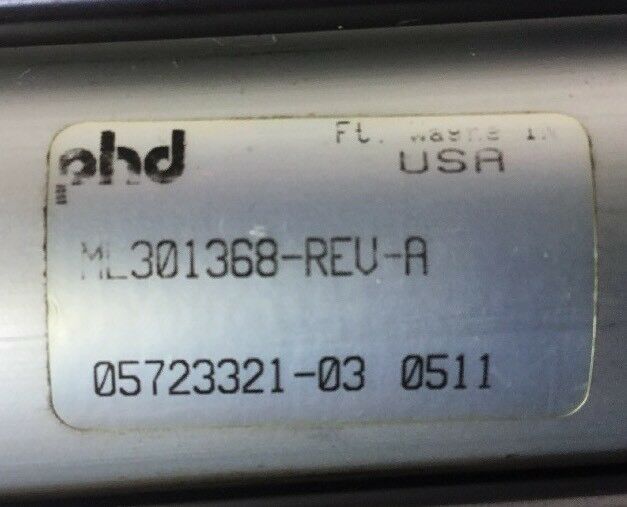 phd Ft. Wayne IN
USA
ML301368-REV-A
05723321-03 0511